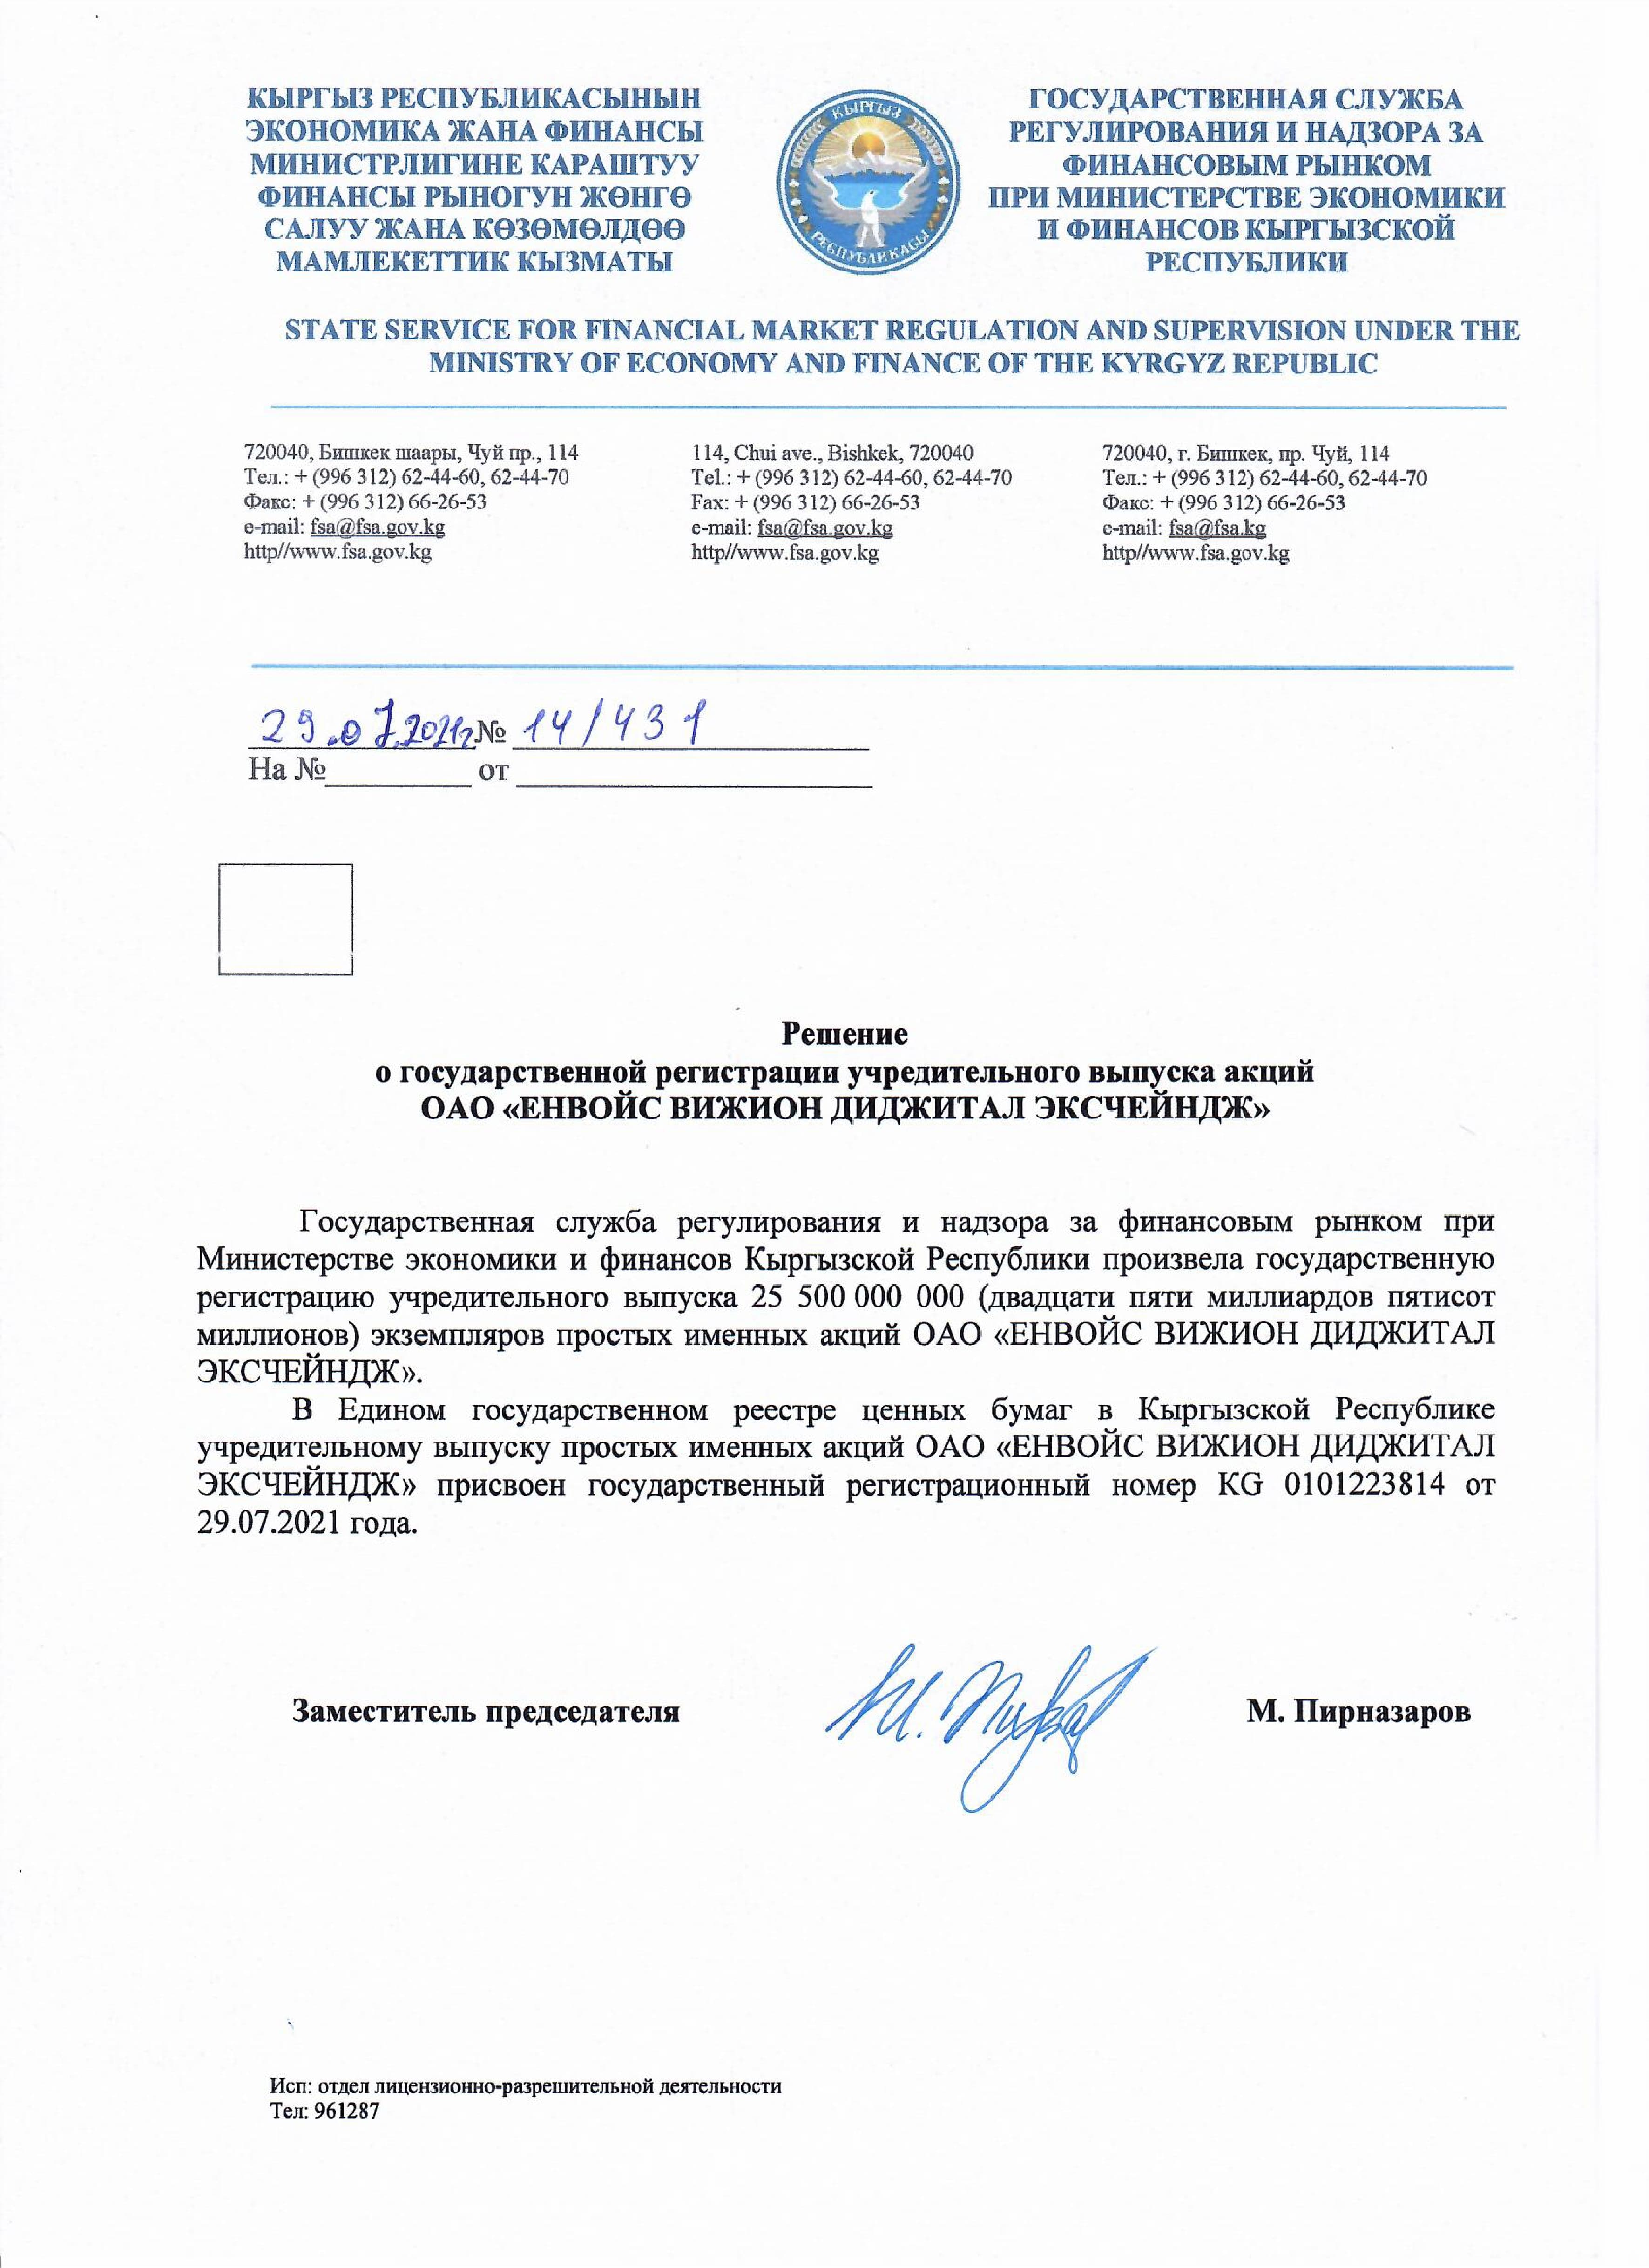 КЫРГЫЗ РЕСПУБЛИКАСЫНЫН
ЭКОНОМИКА ЖАНА ФИНАНСЫ
МИНИСТРЛИГИНЕ КАРАШТУУ
ФИНАНСЫ РЫНОГУН ЖӨНГӨ
САЛУУ ЖАНА КӨЗӨМӨЛДӨӨ
МАМЛЕКЕТТИК КЫЗМАТЫ
КЫРГЫЗ
РЕСПУБЛИКАСЫ
ГОСУДАРСТВЕННАЯ СЛУЖБА
РЕГУЛИРОВАНИЯ И НАДЗОРА ЗА
ФИНАНСОВЫМ РЫНКОМ
ПРИ МИНИСТЕРСТВЕ ЭКОНОМИКИ
И ФИНАНСОВ КЫРГЫЗСКОЙ
РЕСПУБЛИКИ
STATE SERVICE FOR FINANCIAL MARKET REGULATION AND SUPERVISION UNDER THE
MINISTRY OF ECONOMY AND FINANCE OF THE KYRGYZ REPUBLIC
720040, Бишкек шаары, Чуй пр., 114
Тел.: + (996 312) 62-44-60, 62-44-70
Факс: + (996 312) 66-26-53
e-mail: fsa@fsa.gov.kg
http//www.fsa.gov.kg
114, Chui ave., Bishkek, 720040
Tel.: + (996 312) 62-44-60, 62-44-70
Fax: + (996 312) 66-26-53
e-mail: fsa@fsa.gov.kg
http//www.fsa.gov.kg
720040, г. Бишкек, пр. Чуй, 114
Тел.: + (996 312) 62-44-60, 62-44-70
Факс: + (996 312) 66-26-53
e-mail: fsa@fsa.kg
http//www.fsa.gov.kg
29.07.2021г № 14/431
На № от
Решение
о государственной регистрации учредительного выпуска акций
ОАО «ЕНВОЙС ВИЖИОН ДИДЖИТАЛ ЭКСЧЕЙНДЖ»
Государственная служба регулирования и надзора за финансовым рынком при
Министерстве экономики и финансов Кыргызской Республики произвела государственную
регистрацию учредительного выпуска 25 500 000 000 (двадцати пяти миллиардов пятисот
миллионов) экземпляров простых именных акций ОАО «ЕНВОЙС ВИЖИОН ДИДЖИТАЛ
ЭКСЧЕЙНДЖ».
В Едином государственном реестре ценных бумаг в Кыргызской Республике
учредительному выпуску простых именных акций ОАО «ЕНВОЙС ВИЖИОН ДИДЖИТАЛ
ЭКСЧЕЙНДЖ» присвоен государственный регистрационный номер KG 0101223814 от
29.07.2021 года.
Заместитель председателя
М. Пирназаров
Исп: отдел лицензионно-разрешительной деятельности
Тел: 961287